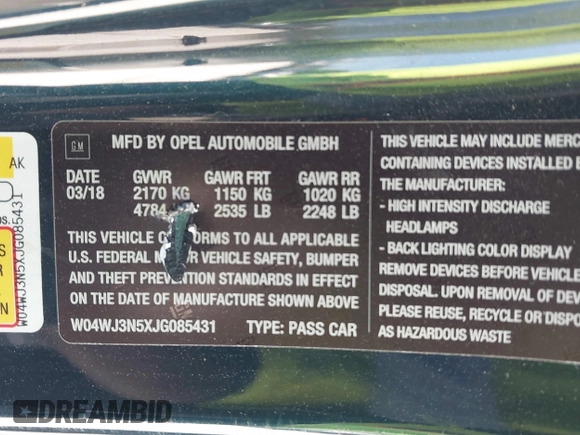 GM
MFD BY OPEL AUTOMOBILE GMBH
DATE GVWR GAWR FRT GAWR RR
03/18 2170 KG 1150 KG 1020 KG
4784 2535 LB 2248 LB
THIS VEHICLE TO ALL APPLICABLE
U.S. FEDERAL VEHICLE SAFETY, BUMPER
AND THEFT STANDARDS IN EFFECT
ON THE DATE OF MANUFACTURE SHOWN ABOVE
W04WJ3N5XJG085431 TYPE: PASS CAR
THIS VEHICLE MAY INCLUDE MERC
CONTAINING DEVICES INSTALLED
THE MANUFACTURER:
- HIGH INTENSITY DISCHARGE
HEADLAMPS
- BACK LIGHTING COLOR DISPLAY
REMOVE DEVICES BEFORE VEHICLE
DISPOSAL. UPON REMOVAL OF DEV
PLEASE REUSE, RECYCLE OR DISPO
AS HAZARDOUS WASTE
AK
W04WJ3N5XJG085431
DREAMBID